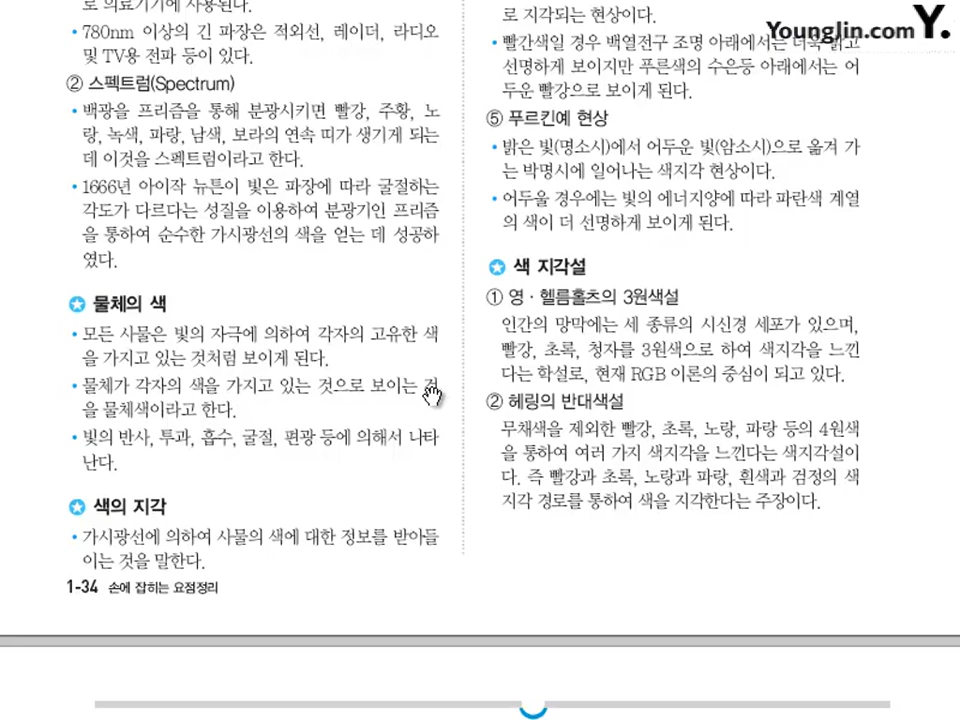 로 의료기기에 사용된다.
• 780nm 이상의 긴 파장은 적외선, 레이더, 라디오
및 TV용 전파 등이 있다.
② 스펙트럼(Spectrum)
• 백광을 프리즘을 통해 분광시키면 빨강, 주황, 노
랑, 녹색, 파랑, 남색, 보라의 연속 띠가 생기게 되는
데 이것을 스펙트럼이라고 한다.
• 1666년 아이작 뉴튼이 빛은 파장에 따라 굴절하는
각도가 다르다는 성질을 이용하여 분광기인 프리즘
을 통하여 순수한 가시광선의 색을 얻는 데 성공하
였다.
물체의 색
• 모든 사물은 빛의 자극에 의하여 각자의 고유한 색
을 가지고 있는 것처럼 보이게 된다.
• 물체가 각자의 색을 가지고 있는 것으로 보이는 것
을 물체색이라고 한다.
• 빛의 반사, 투과, 흡수, 굴절, 편광 등에 의해서 나타
난다.
색의 지각
• 가시광선에 의하여 사물의 색에 대한 정보를 받아들
이는 것을 말한다.
1-34 손에 잡히는 요점정리
로 지각되는 현상이다.
• 빨간색일 경우 백열전구 조명 아래에서는 더욱 밝고
선명하게 보이지만 푸른색의 수은등 아래에서는 어
두운 빨강으로 보이게 된다.
⑤ 푸르킨예 현상
• 밝은 빛(명소시)에서 어두운 빛(암소시)으로 옮겨 가
는 박명시에 일어나는 색지각 현상이다.
• 어두울 경우에는 빛의 에너지양에 따라 파란색 계열
의 색이 더 선명하게 보이게 된다.
색 지각설
① 영·헬름홀츠의 3원색설
인간의 망막에는 세 종류의 시신경 세포가 있으며,
빨강, 초록, 청자를 3원색으로 하여 색지각을 느낀
다는 학설로, 현재 RGB 이론의 중심이 되고 있다.
② 헤링의 반대색설
무채색을 제외한 빨강, 초록, 노랑, 파랑 등의 4원색
을 통하여 여러 가지 색지각을 느낀다는 색지각설이
다. 즉 빨강과 초록, 노랑과 파랑, 흰색과 검정의 색
지각 경로를 통하여 색을 지각한다는 주장이다.
Younglin.com Y.